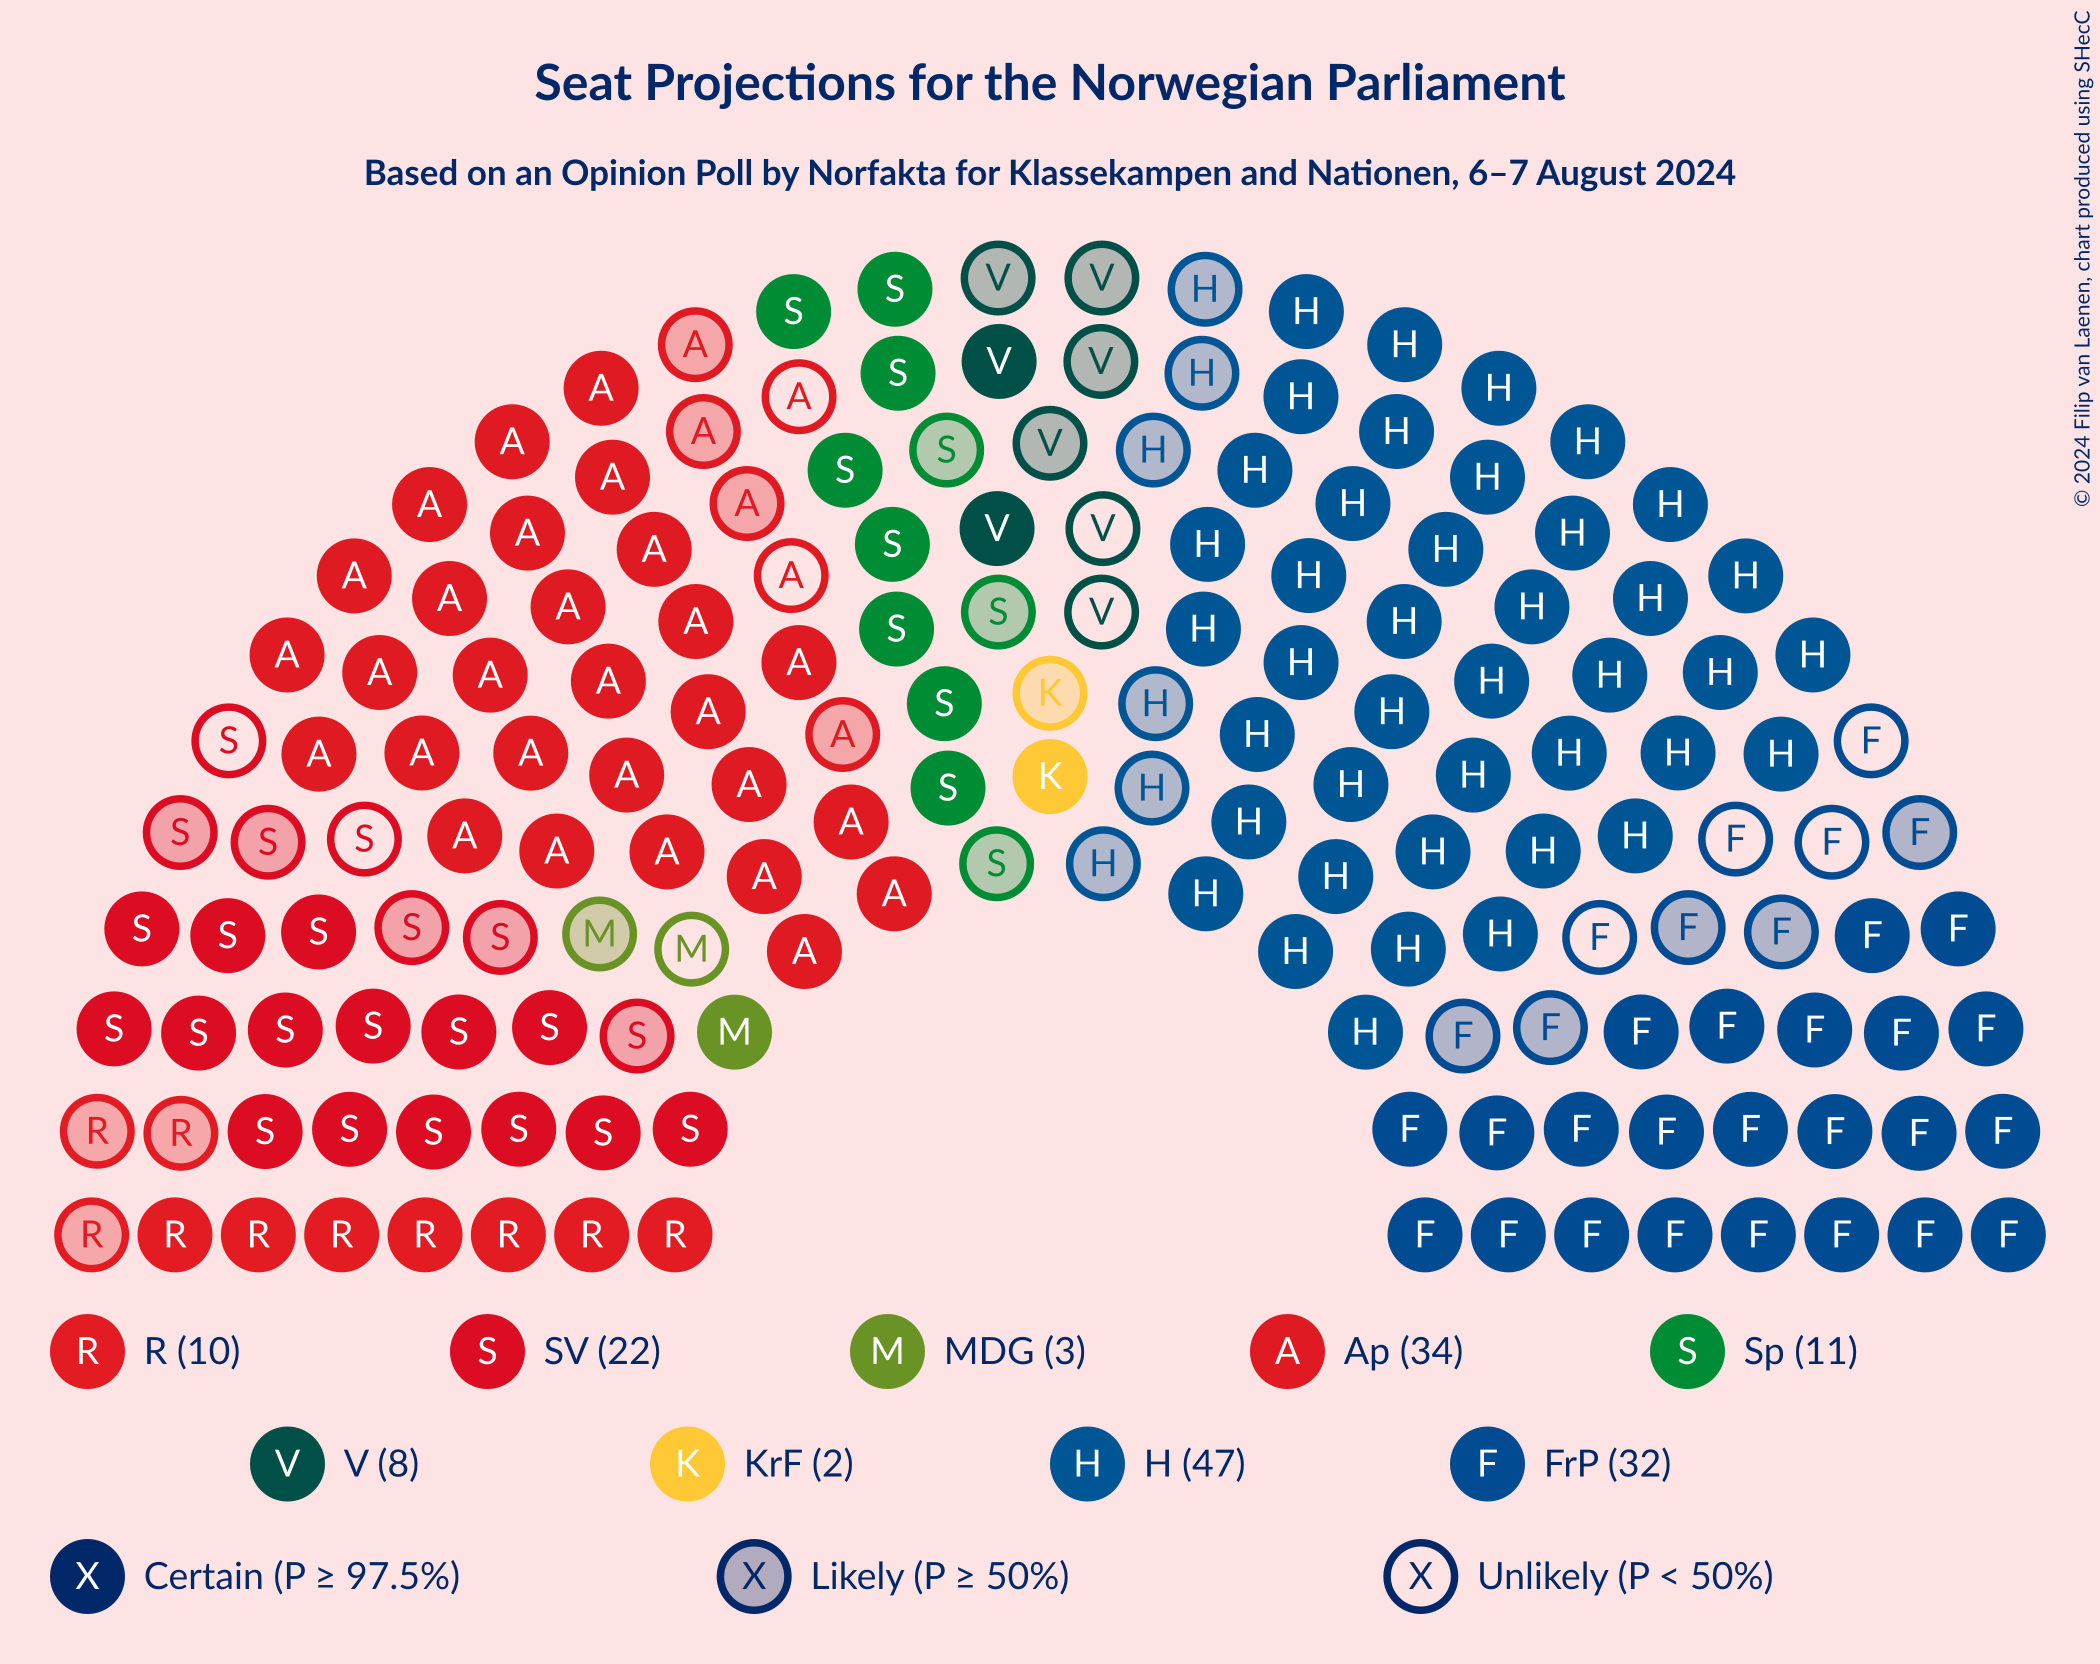 Seat Projections for the Norwegian Parliament
Based on an Opinion Poll by Norfakta for Klassekampen and Nationen, 6–7 August 2024
© 2024 Filip van Laenen, chart produced using SHecC
V V
S S H H
A A V V H H
S H
A A A S V H H H
A A S H H H
A A A S V V H H H
A A A S H H H
A A A S S V H H H
A A A S K H H H
S A A A A A S K H H H H H F
S S S A A A A H H H H F F F
S S S S S M M A A A S H H H H H H F F F F F
S S S S S S S M H F F F F F F F
R R S S S S S S F F F F F F F F
R R R R R R R R F F F F F F F F
R R (10) S SV (22) M MDG (3) A Ap (34) S Sp (11)
V V (8) K KrF (2) H H (47) F FrP (32)
X Certain (P ≥ 97.5%) X Likely (P ≥ 50%) X Unlikely (P < 50%)